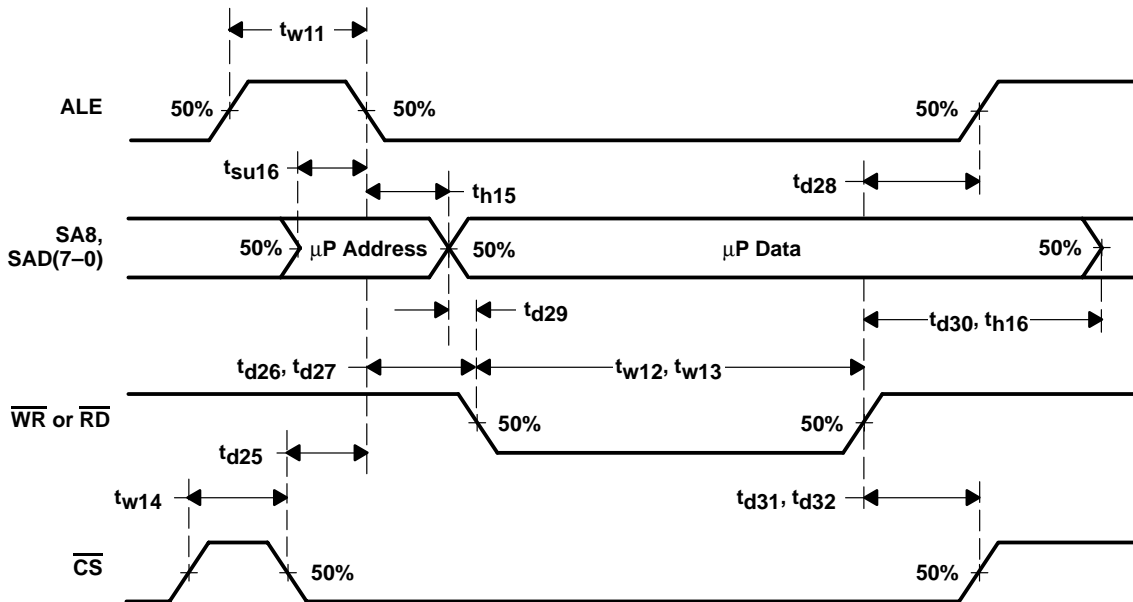 tw11
ALE
50%
50%
50%
tsu16
th15
td28
SA8,
SAD(7–0)
50%
μP Address
50%
μP Data
50%
td29
td30, th16
td26, td27
tw12, tw13
WR or RD
50%
50%
td25
tw14
td31, td32
CS
50%
50%